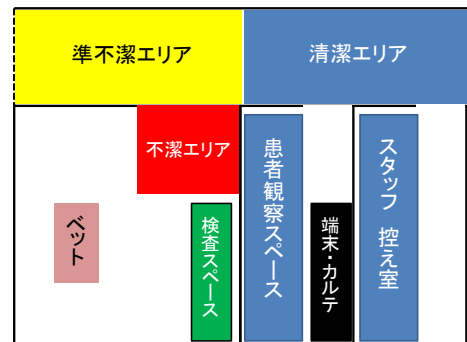 準不潔エリア
清潔エリア
不潔エリア
ベット
検査スペース
患者観察スペース
端末・カルテ
スタッフ 控え室